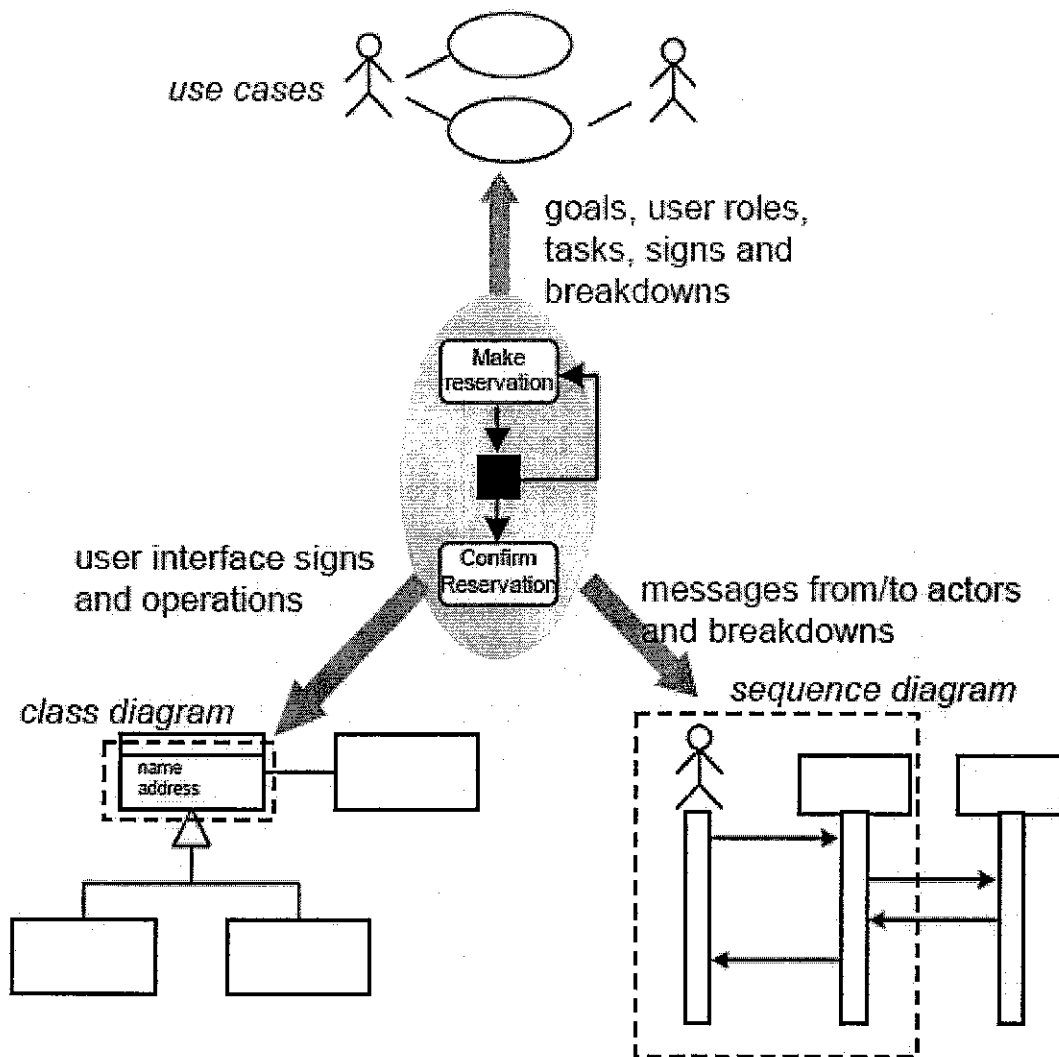 use cases
goals, user roles,
tasks, signs and
breakdowns
Make
reservation
Confirm
Reservation
user interface signs
and operations
messages from/to actors
and breakdowns
class diagram
name
address
sequence diagram